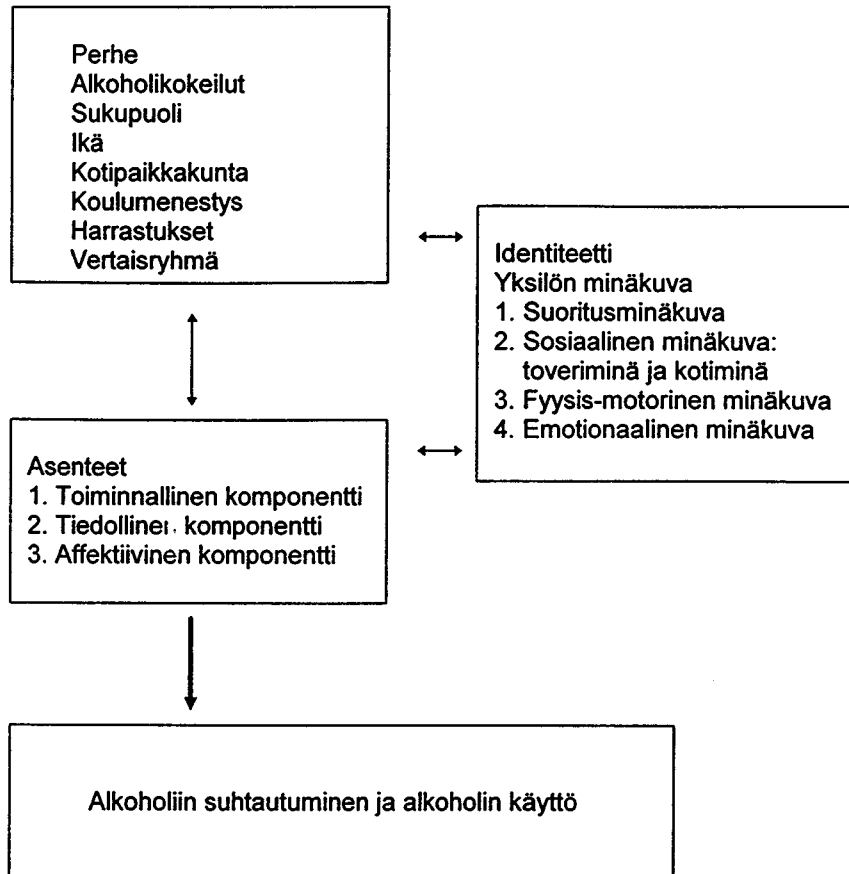 Perhe
Alkoholikokeilut
Sukupuoli
Ikä
Kotipaikkakunta
Koulumenestys
Harrastukset
Vertaisryhmä
Identiteetti
Yksilön minäkuva
1. Suoritusminäkuva
2. Sosiaalinen minäkuva:
toveriminä ja kotiminä
3. Fyysis-motorinen minäkuva
4. Emotionaalinen minäkuva
Asenteet
1. Toiminnallinen komponentti
2. Tiedollinen komponentti
3. Affektiivinen komponentti
Alkoholiin suhtautuminen ja alkoholin käyttö